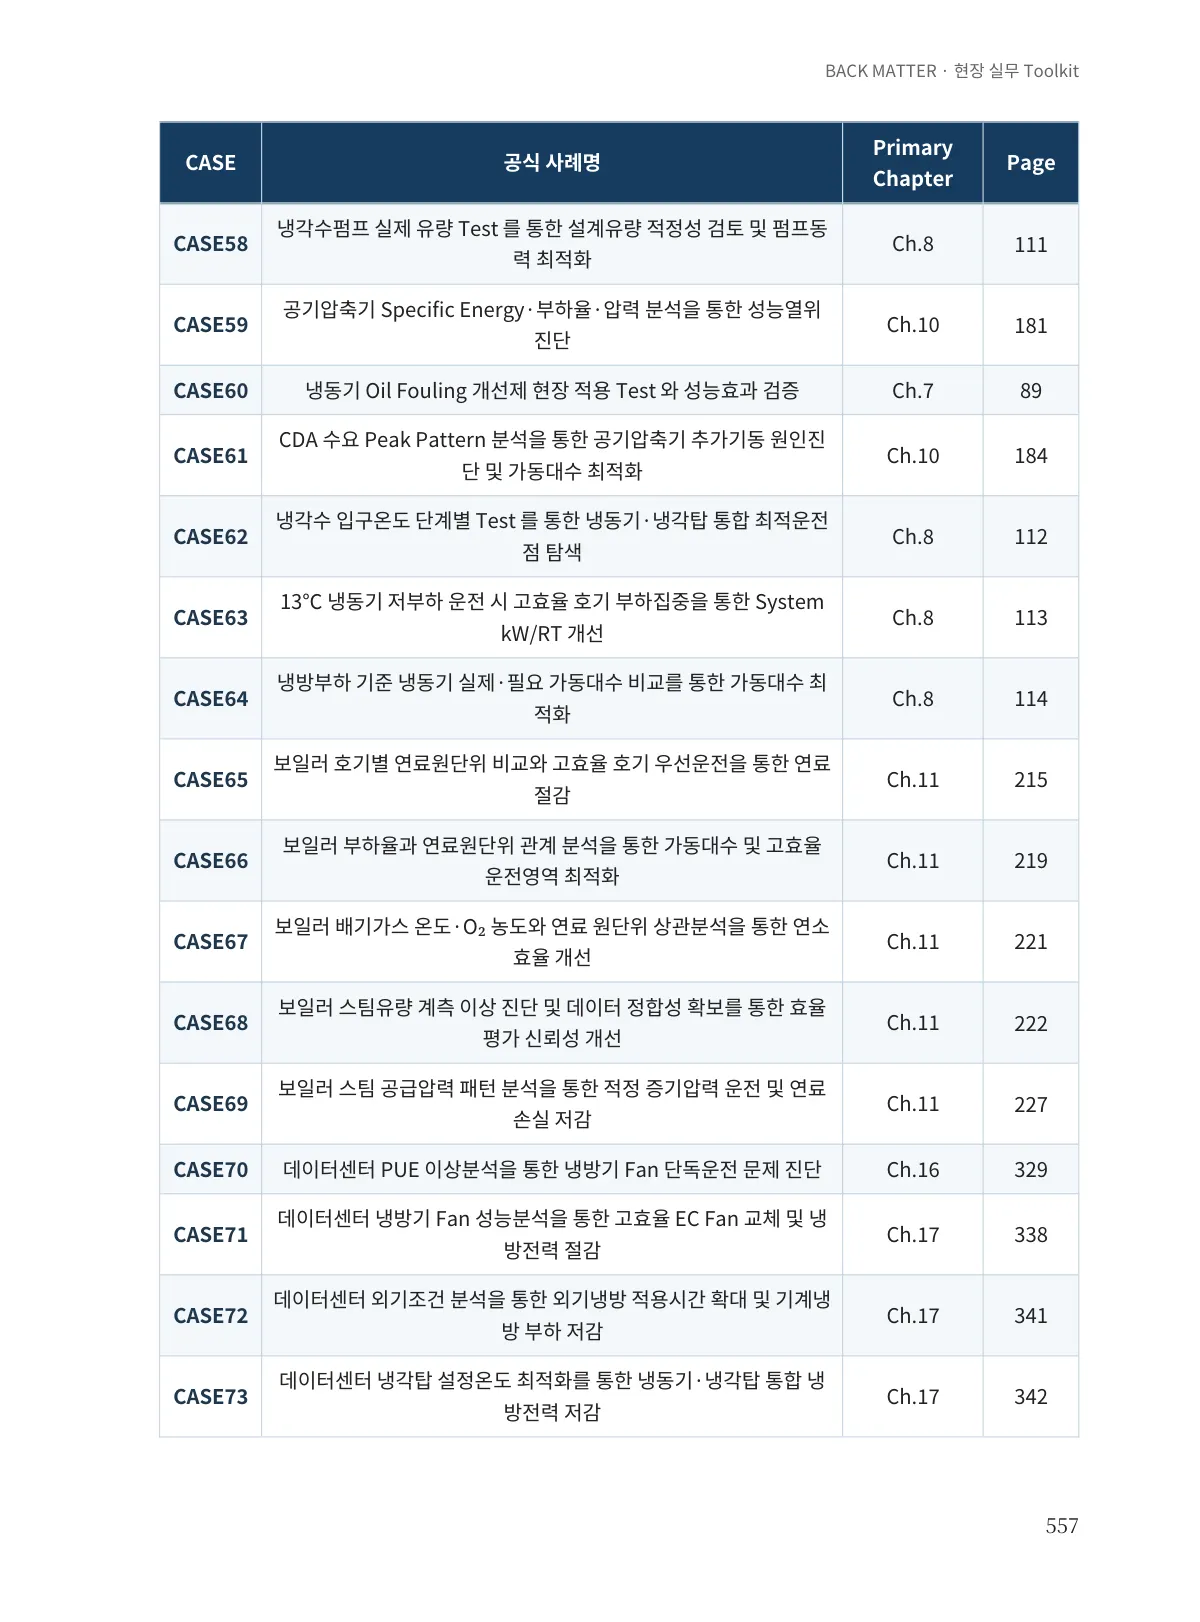 BACK MATTER · 현장 실무 Toolkit
CASE
공식 사례명
Primary
Chapter
Page
CASE58
냉각수펌프 실제 유량 Test 를 통한 설계유량 적정성 검토 및 펌프동
력 최적화
Ch.8
111
CASE59
공기압축기 Specific Energy·부하율·압력 분석을 통한 성능열위
진단
Ch.10
181
CASE60
냉동기 Oil Fouling 개선제 현장 적용 Test 와 성능효과 검증
Ch.7
89
CASE61
CDA 수요 Peak Pattern 분석을 통한 공기압축기 추가기동 원인진
단 및 가동대수 최적화
Ch.10
184
CASE62
냉각수 입구온도 단계별 Test 를 통한 냉동기·냉각탑 통합 최적운전
점 탐색
Ch.8
112
CASE63
13℃ 냉동기 저부하 운전 시 고효율 호기 부하집중을 통한 System
kW/RT 개선
Ch.8
113
CASE64
냉방부하 기준 냉동기 실제·필요 가동대수 비교를 통한 가동대수 최
적화
Ch.8
114
CASE65
보일러 호기별 연료원단위 비교와 고효율 호기 우선운전을 통한 연료
절감
Ch.11
215
CASE66
보일러 부하율과 연료원단위 관계 분석을 통한 가동대수 및 고효율
운전영역 최적화
Ch.11
219
CASE67
보일러 배기가스 온도·O₂ 농도와 연료 원단위 상관분석을 통한 연소
효율 개선
Ch.11
221
CASE68
보일러 스팀유량 계측 이상 진단 및 데이터 정합성 확보를 통한 효율
평가 신뢰성 개선
Ch.11
222
CASE69
보일러 스팀 공급압력 패턴 분석을 통한 적정 증기압력 운전 및 연료
손실 저감
Ch.11
227
CASE70
데이터센터 PUE 이상분석을 통한 냉방기 Fan 단독운전 문제 진단
Ch.16
329
CASE71
데이터센터 냉방기 Fan 성능분석을 통한 고효율 EC Fan 교체 및 냉
방전력 절감
Ch.17
338
CASE72
데이터센터 외기조건 분석을 통한 외기냉방 적용시간 확대 및 기계냉
방 부하 저감
Ch.17
341
CASE73
데이터센터 냉각탑 설정온도 최적화를 통한 냉동기·냉각탑 통합 냉
방전력 저감
Ch.17
342
557